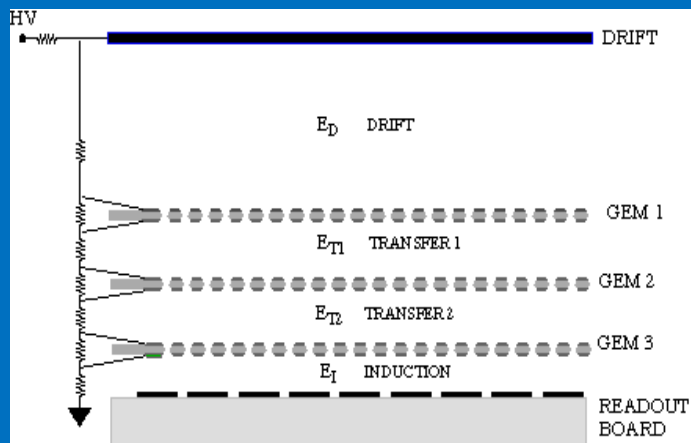 HV
DRIFT
E_D DRIFT
GEM 1
E_T1 TRANSFER 1
GEM 2
E_T2 TRANSFER 2
GEM 3
E_I INDUCTION
READOUT
BOARD